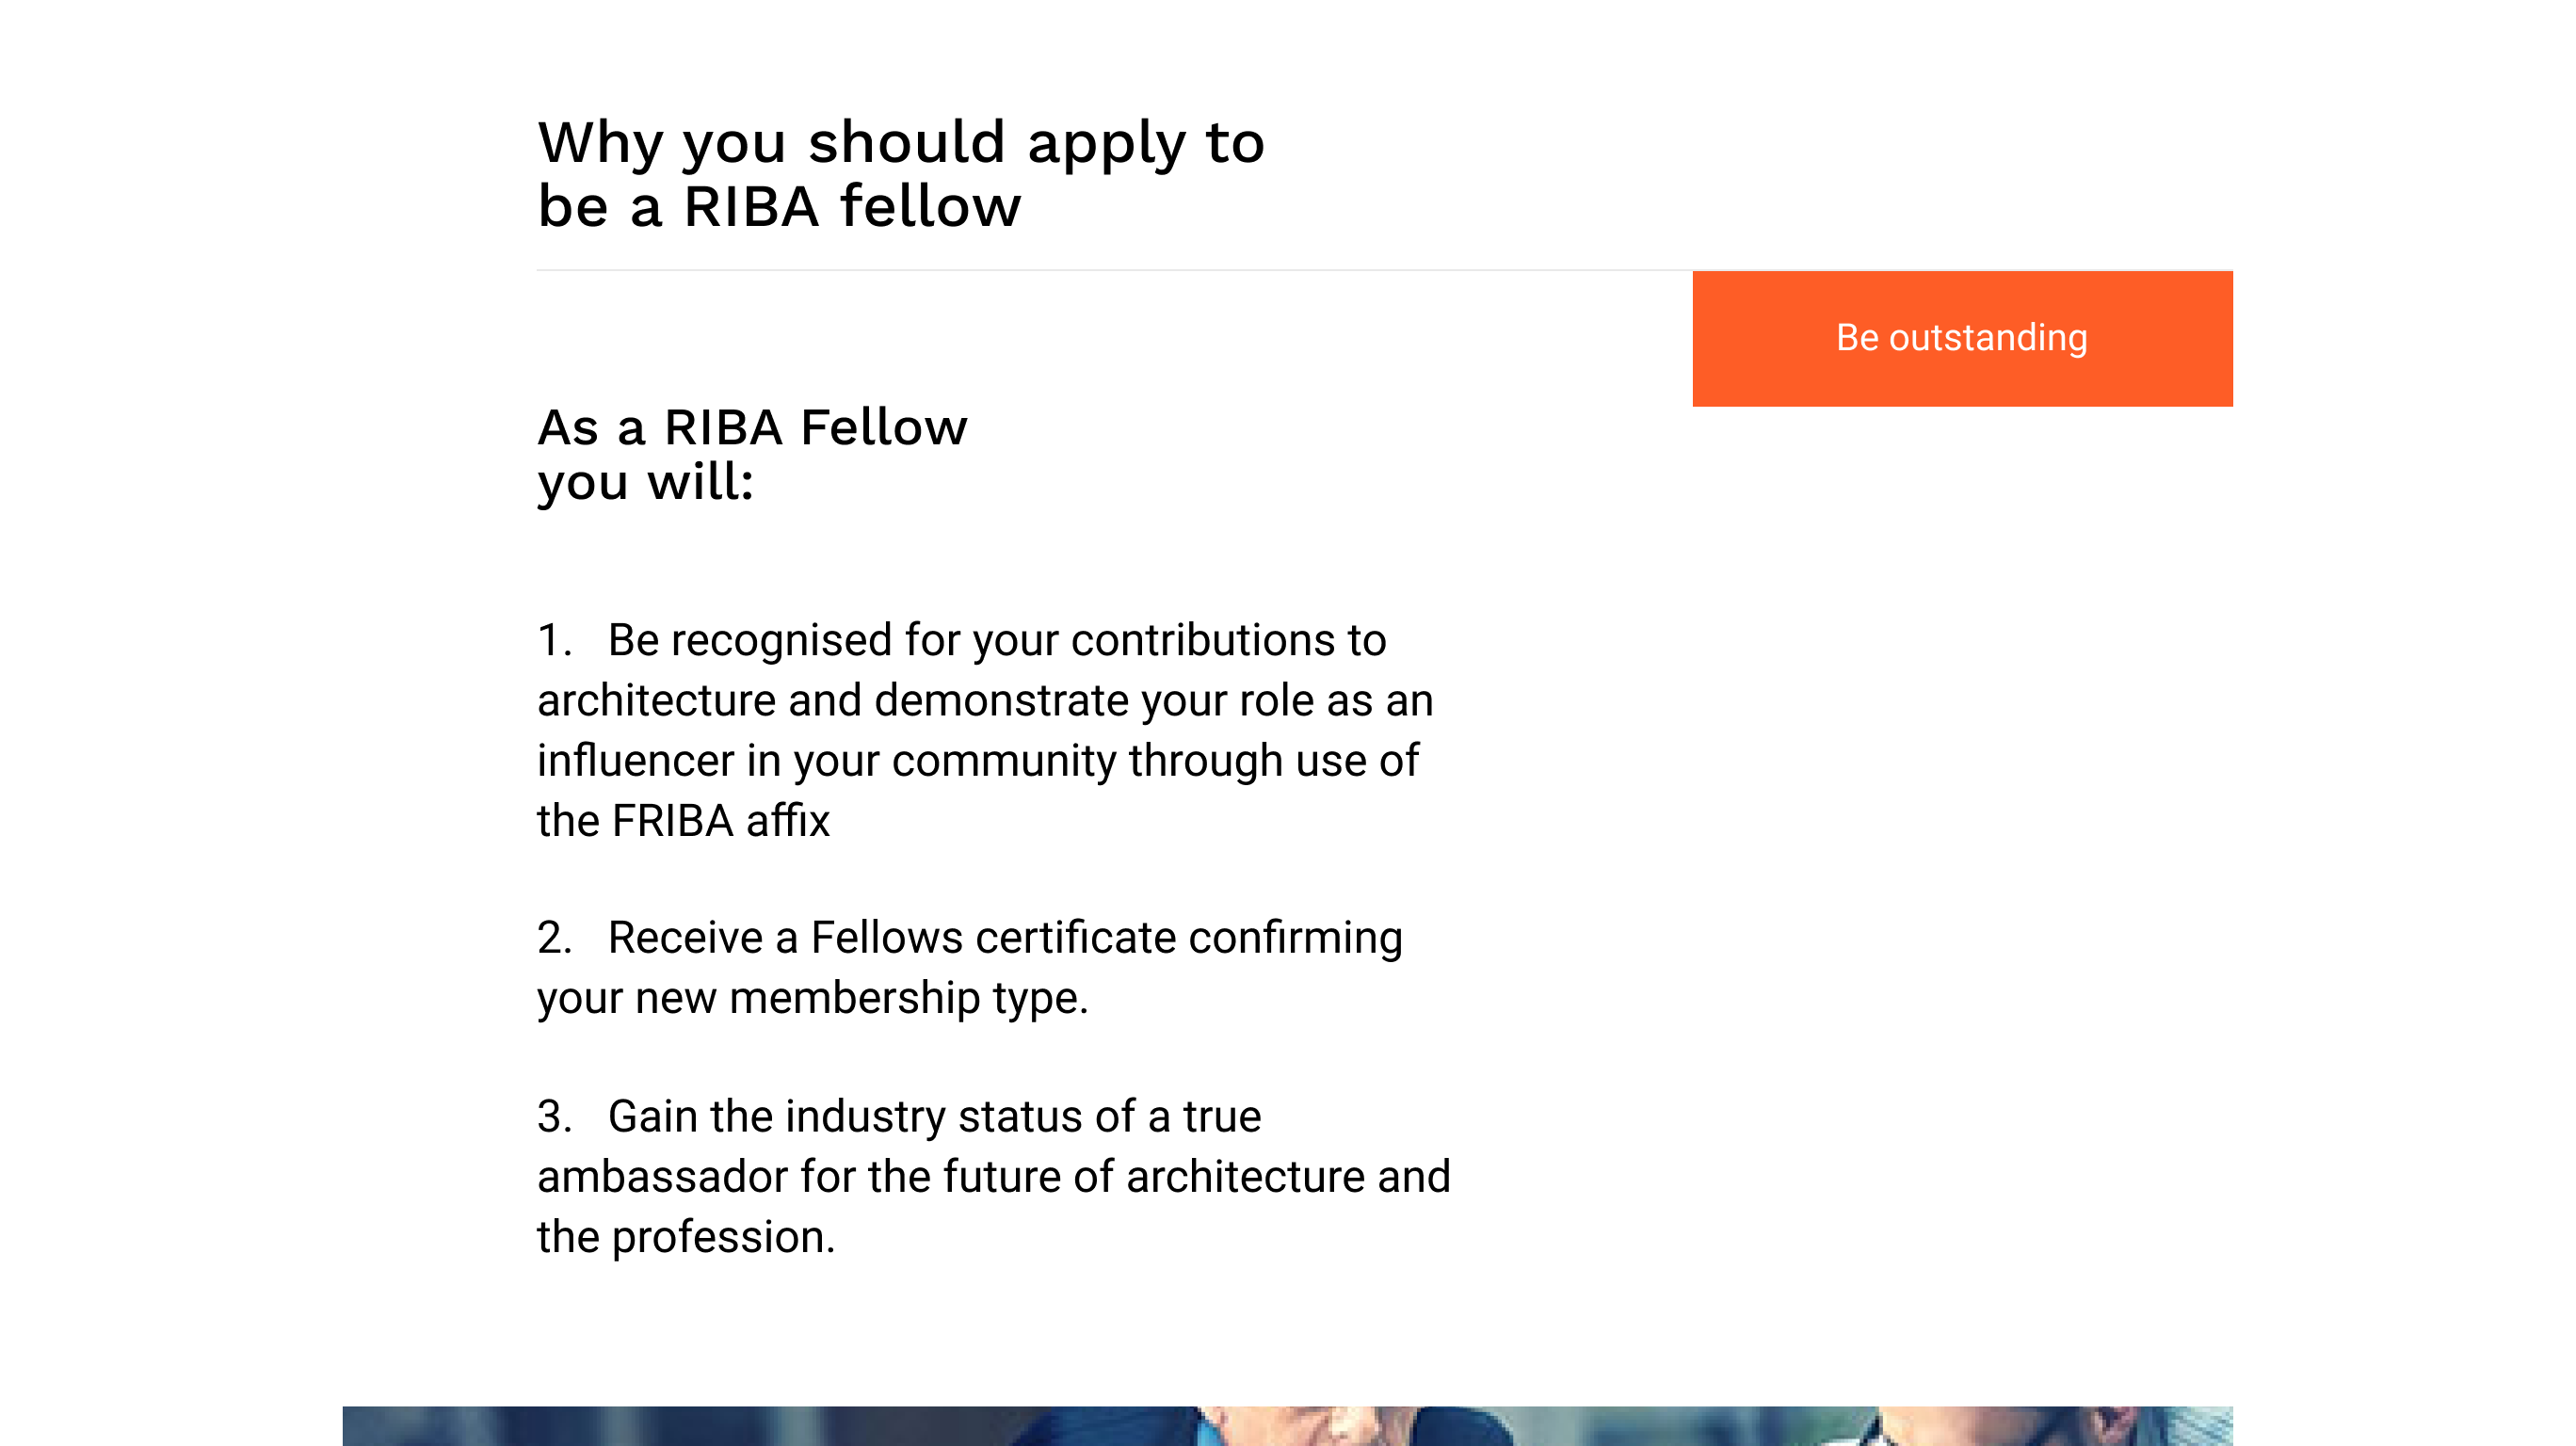 Why you should apply to
be a RIBA fellow
Be outstanding
As a RIBA Fellow
you will:
1. Be recognised for your contributions to
architecture and demonstrate your role as an
influencer in your community through use of
the FRIBA affix
2. Receive a Fellows certificate confirming
your new membership type.
3. Gain the industry status of a true
ambassador for the future of architecture and
the profession.